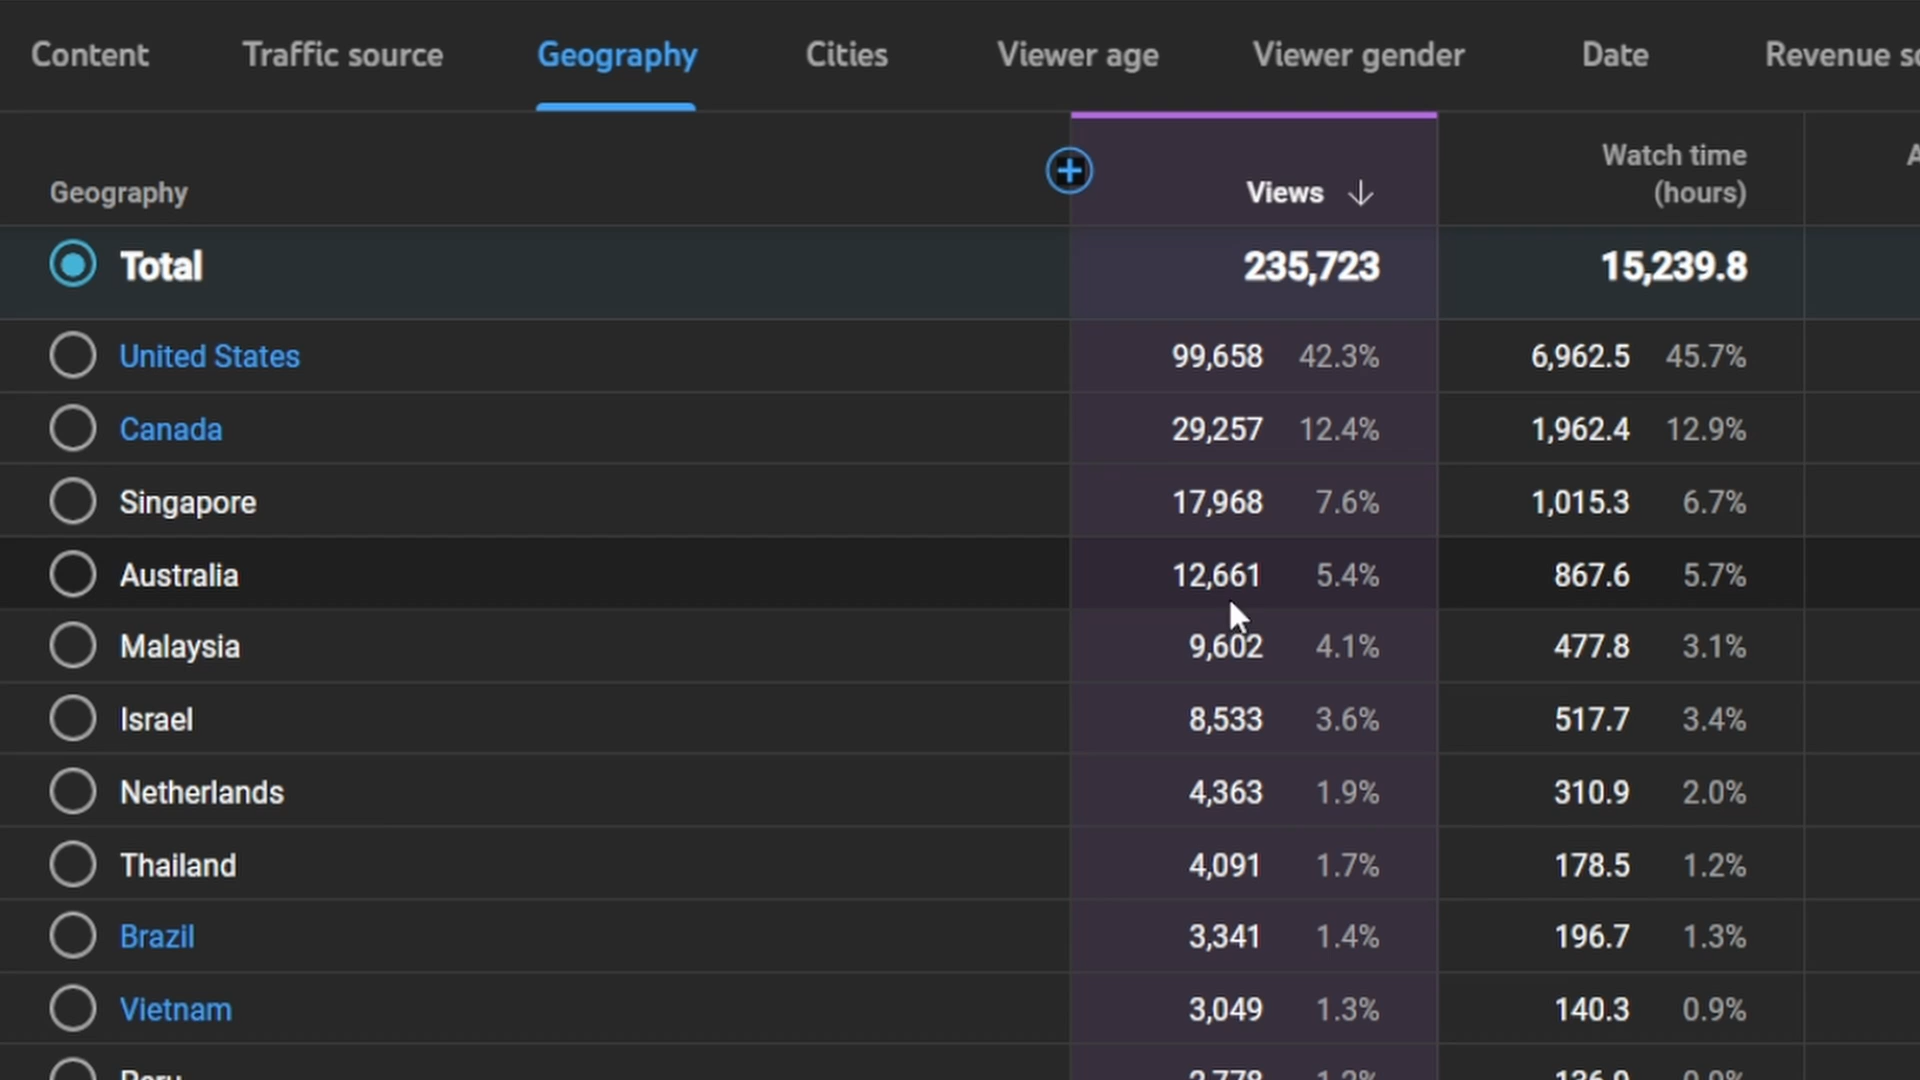 Content Traffic source Geography Cities Viewer age Viewer gender Date Revenue
Geography Views Watch time (hours)
Total 235,723 15,239.8
United States 99,658 42.3% 6,962.5 45.7%
Canada 29,257 12.4% 1,962.4 12.9%
Singapore 17,968 7.6% 1,015.3 6.7%
Australia 12,661 5.4% 867.6 5.7%
Malaysia 9,602 4.1% 477.8 3.1%
Israel 8,533 3.6% 517.7 3.4%
Netherlands 4,363 1.9% 310.9 2.0%
Thailand 4,091 1.7% 178.5 1.2%
Brazil 3,341 1.4% 196.7 1.3%
Vietnam 3,049 1.3% 140.3 0.9%